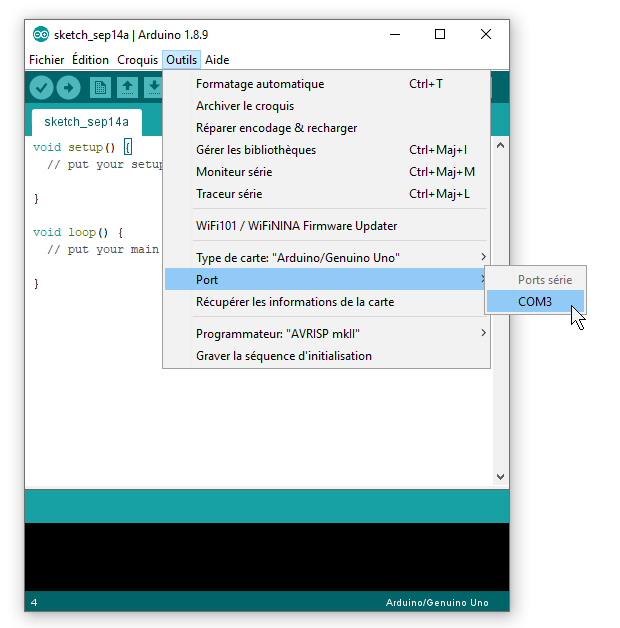 sketch_sep14a | Arduino 1.8.9
Fichier Édition Croquis Outils Aide
Formatage automatique Ctrl+T
Archiver le croquis
Réparer encodage & recharger
Gérer les bibliothèques Ctrl+Maj+I
Moniteur série Ctrl+Maj+M
Traceur série Ctrl+Maj+L
WiFi101 / WiFiNINA Firmware Updater
Type de carte: "Arduino/Genuino Uno"
Port
Récupérer les informations de la carte
Programmateur: "AVRISP mkII"
Graver la séquence d'initialisation
Ports série
COM3
sketch_sep14a
void setup() {
// put your setup
}
void loop() {
// put your main
}
4 Arduino/Genuino Uno